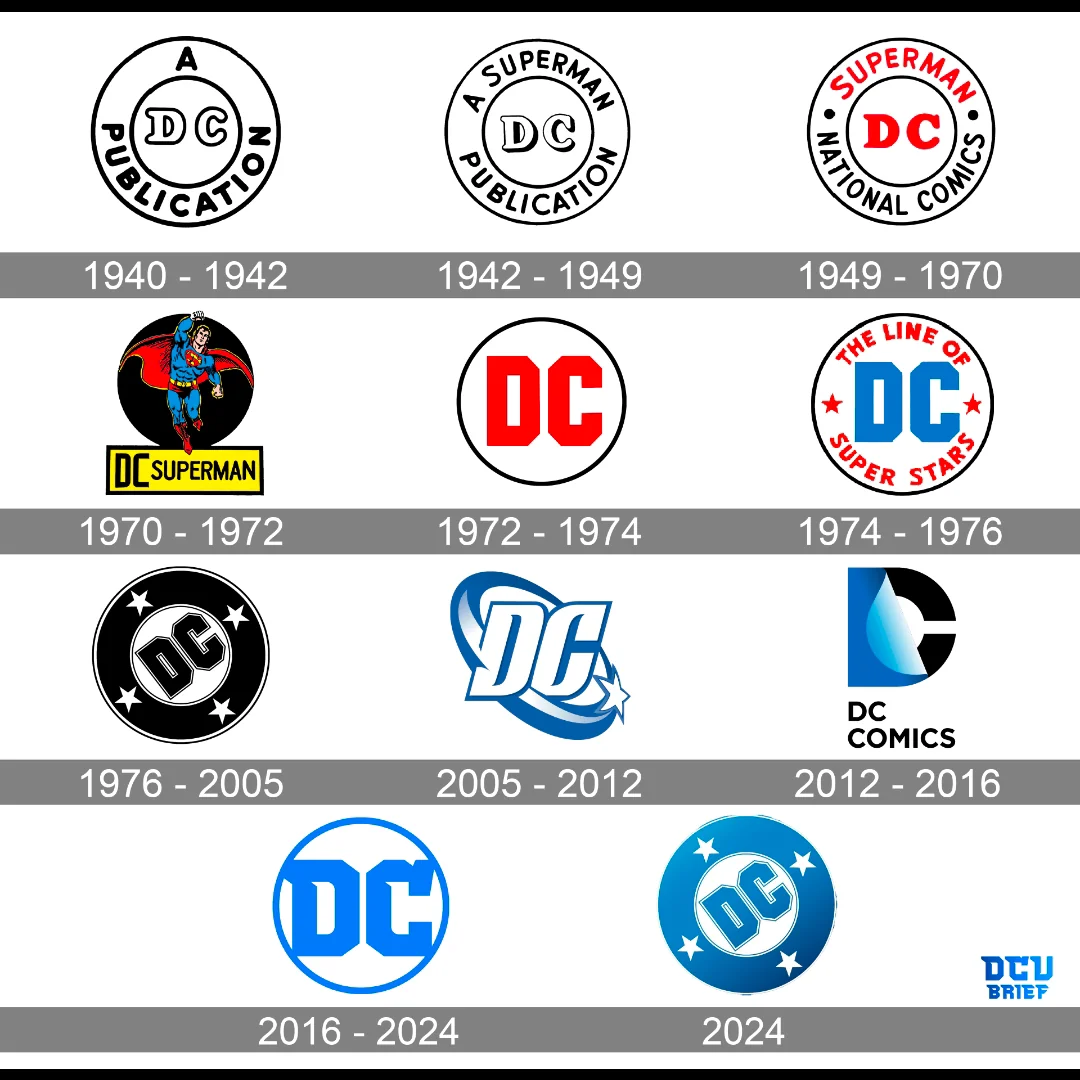 A
DC
PUBLICATION
A SUPERMAN
DC
PUBLICATION
SUPERMAN
DC
NATIONAL COMICS
1940 - 1942
1942 - 1949
1949 - 1970
DC SUPERMAN
DC
THE LINE OF
DC
SUPER STARS
1970 - 1972
1972 - 1974
1974 - 1976
DC
DC
DC
COMICS
1976 - 2005
2005 - 2012
2012 - 2016
DC
DC
DCU
BRIEF
2016 - 2024
2024